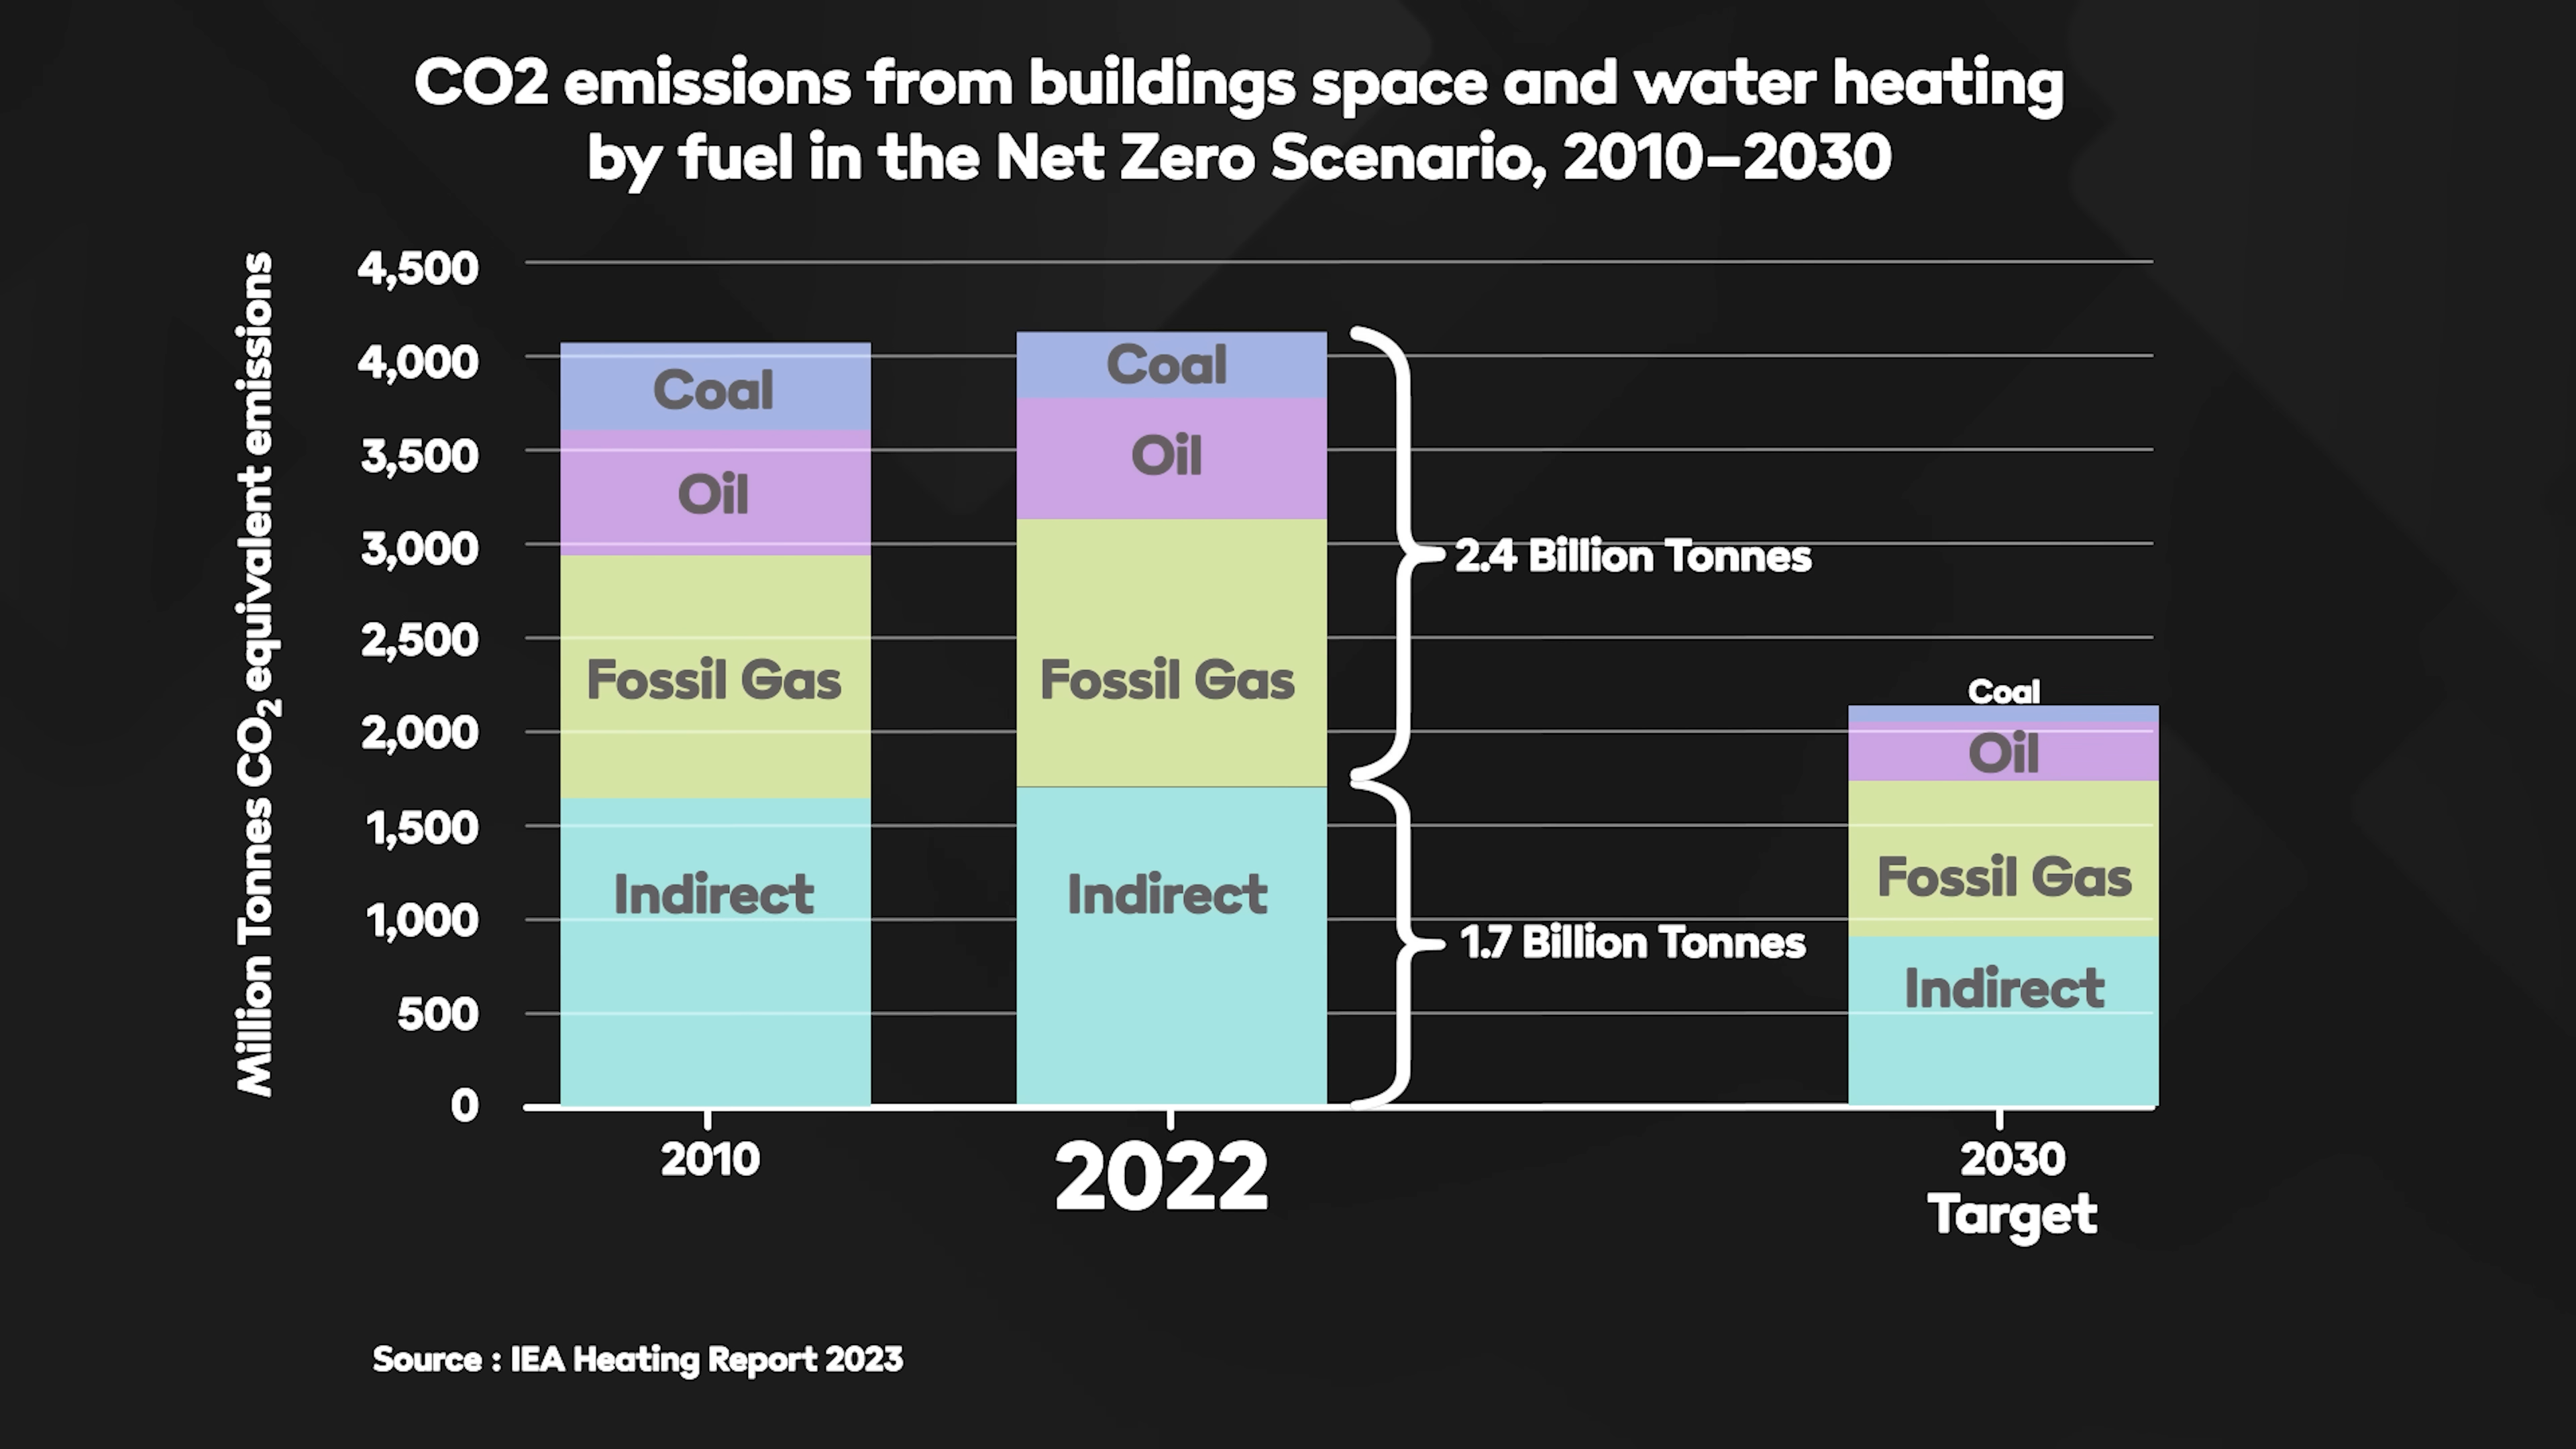 CO2 emissions from buildings space and water heating
by fuel in the Net Zero Scenario, 2010–2030
Million Tonnes CO₂ equivalent emissions
4,500
4,000
3,500
3,000
2,500
2,000
1,500
1,000
500
0
Coal
Oil
Fossil Gas
Indirect
Coal
Oil
Fossil Gas
Indirect
2.4 Billion Tonnes
1.7 Billion Tonnes
Coal
Oil
Fossil Gas
Indirect
2010
2022
2030
Target
Source : IEA Heating Report 2023